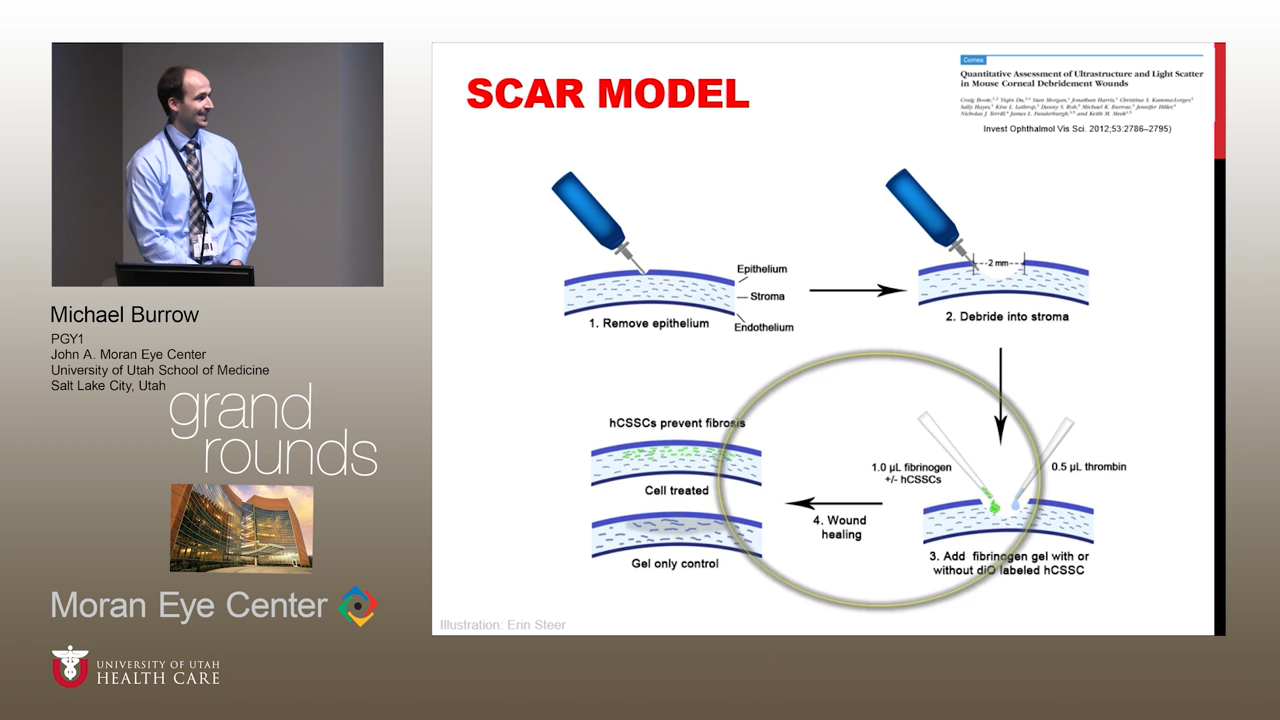 Michael Burrow
PGY1
John A. Moran Eye Center
University of Utah School of Medicine
Salt Lake City, Utah
grand
rounds
Moran Eye Center
UNIVERSITY OF UTAH
HEALTH CARE
SCAR MODEL
Cornea
Quantitative Assessment of Ultrastructure and Light Scatter
in Mouse Corneal Debridement Wounds
Craig Boote, Yiqin Du, Sian Morgan, Jonathan Harris, Christina S. Kamma-Lorger,
Sally Hayes, Kira L. Lathrop, Danny S. Roh, Michael K. Burrow, Jennifer Hiller,
Nicholas J. Terrill, James L. Funderburgh, and Keith M. Meek
Invest Ophthalmol Vis Sci. 2012;53:2786–2795)
Epithelium
Stroma
Endothelium
1. Remove epithelium
2 mm
2. Debride into stroma
1.0 µL fibrinogen
+/- hCSSCs
0.5 µL thrombin
3. Add fibrinogen gel with or
without diO labeled hCSSC
4. Wound
healing
hCSSCs prevent fibrosis
Cell treated
Gel only control
Illustration: Erin Steer